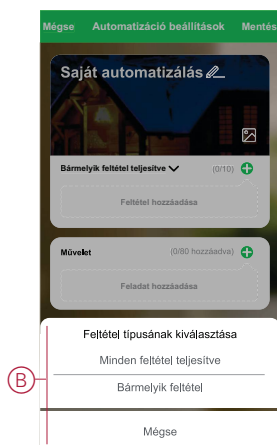 Mégse Automatizáció beállítások Mentés
Saját automatizálás
Bármelyik feltétel teljesítve (0/10)
Feltétel hozzáadása
Művelet (0/80 hozzáadva)
Feladat hozzáadása
Feltétel típusának kiválasztása
Minden feltétel teljesítve
B
Bármelyik feltétel
Mégse